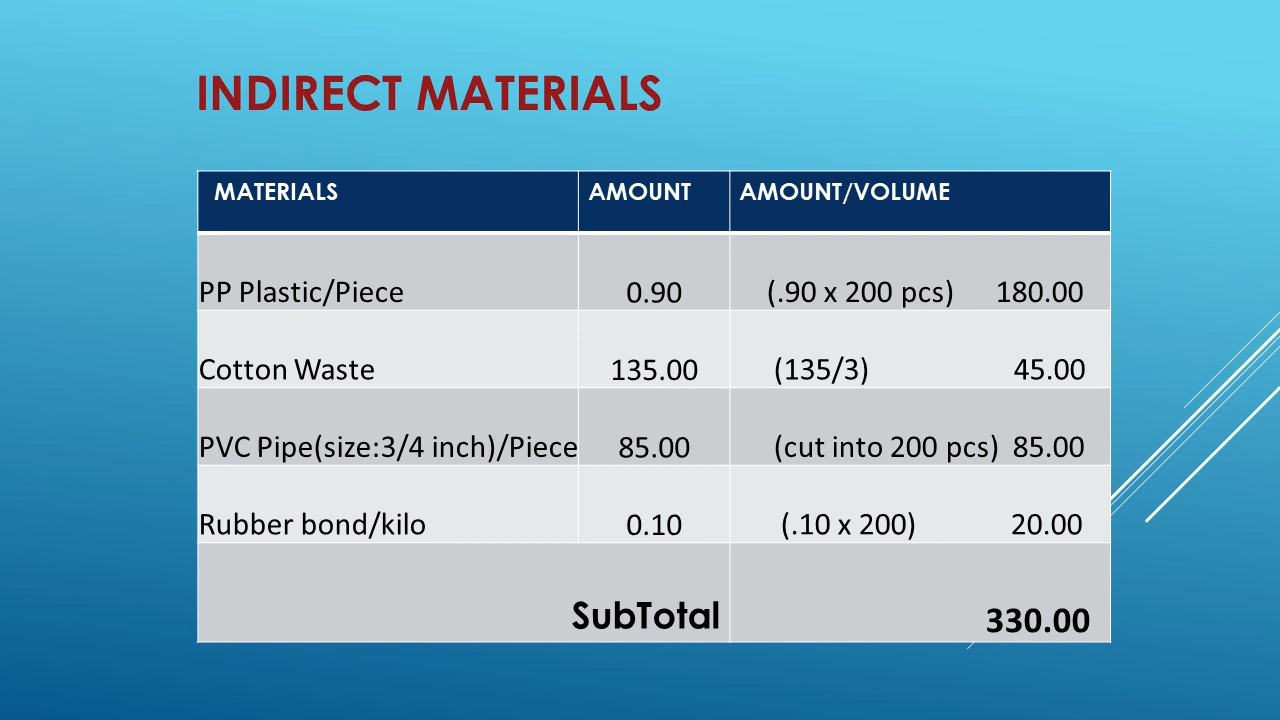 INDIRECT MATERIALS
MATERIALS AMOUNT AMOUNT/VOLUME
PP Plastic/Piece 0.90 (.90 x 200 pcs) 180.00
Cotton Waste 135.00 (135/3) 45.00
PVC Pipe(size:3/4 inch)/Piece 85.00 (cut into 200 pcs) 85.00
Rubber bond/kilo 0.10 (.10 x 200) 20.00
SubTotal 330.00